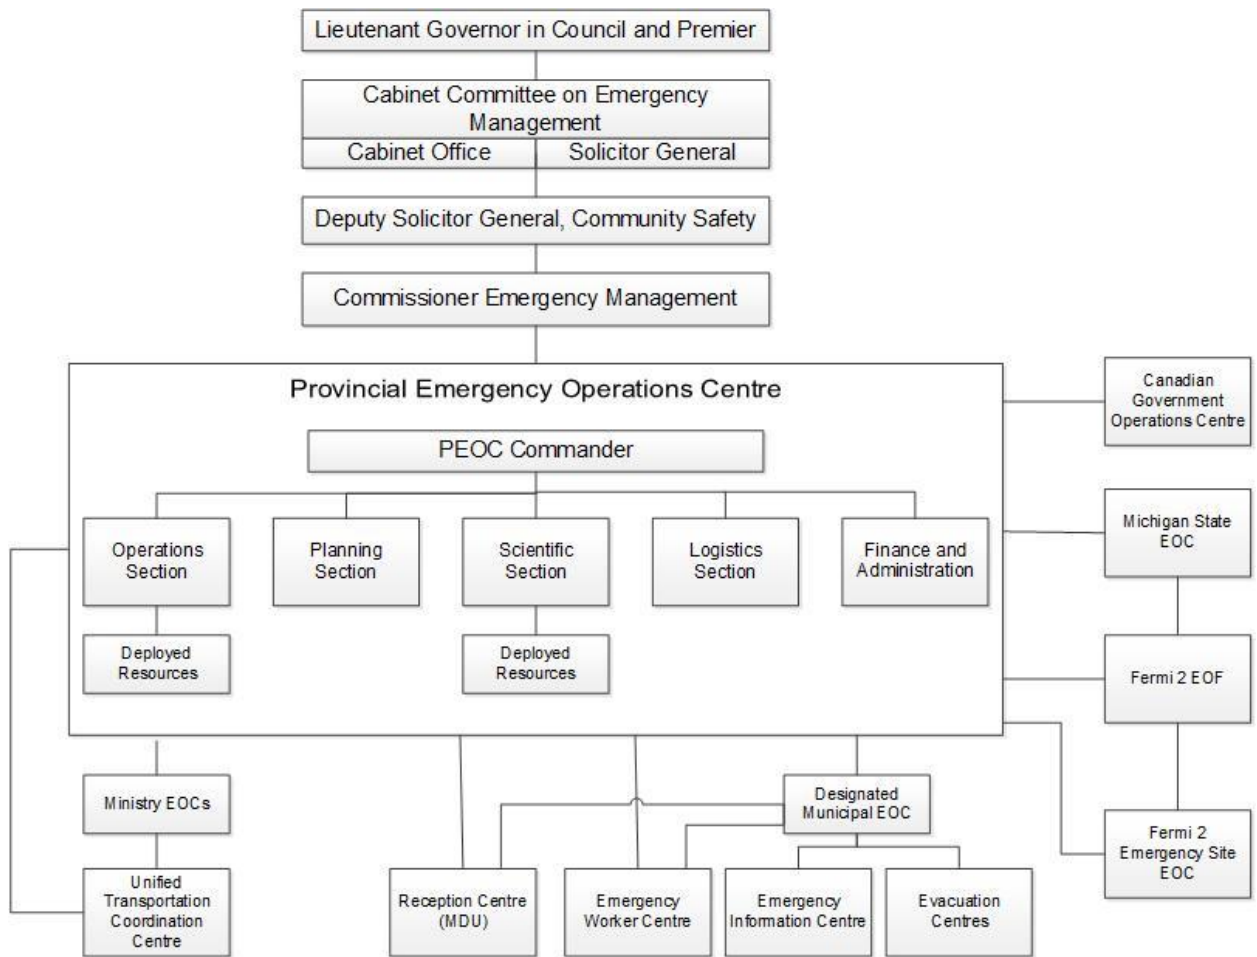 Lieutenant Governor in Council and Premier
Cabinet Committee on Emergency
Management
Cabinet Office
Solicitor General
Deputy Solicitor General, Community Safety
Commissioner Emergency Management
Provincial Emergency Operations Centre
PEOC Commander
Operations
Section
Planning
Section
Scientific
Section
Logistics
Section
Finance and
Administration
Deployed
Resources
Deployed
Resources
Canadian
Government
Operations Centre
Michigan State
EOC
Fermi 2 EOF
Fermi 2
Emergency Site
EOC
Ministry EOCs
Unified
Transportation
Coordination
Centre
Designated
Municipal EOC
Reception Centre
(MDU)
Emergency
Worker Centre
Emergency
Information Centre
Evacuation
Centres